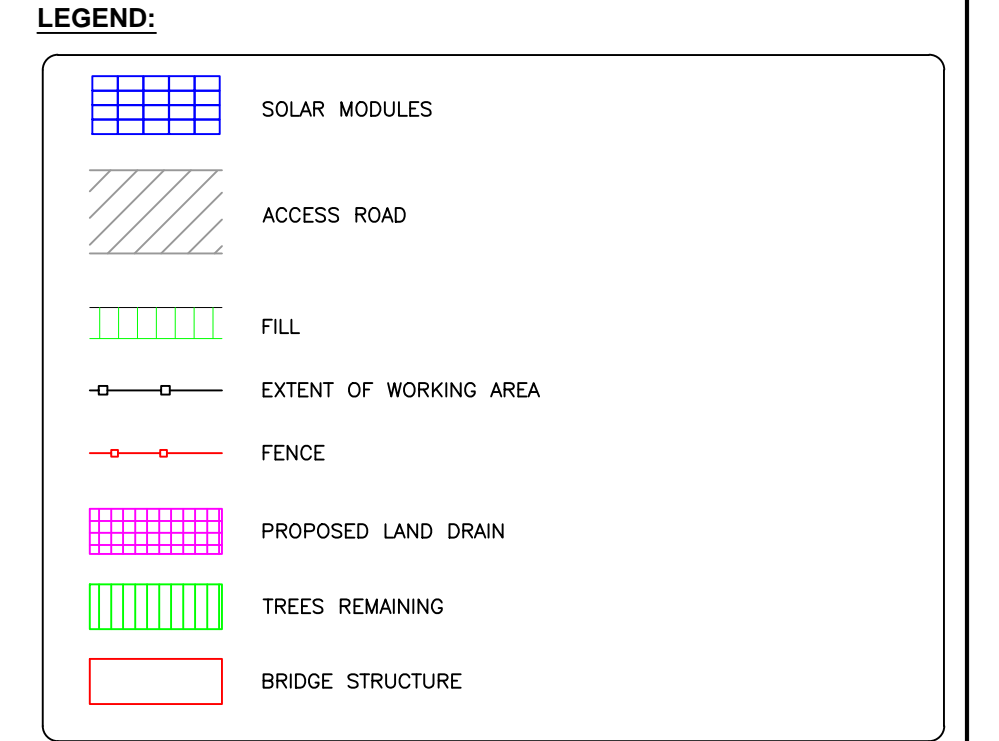 LEGEND:
SOLAR MODULES
ACCESS ROAD
FILL
EXTENT OF WORKING AREA
FENCE
PROPOSED LAND DRAIN
TREES REMAINING
BRIDGE STRUCTURE